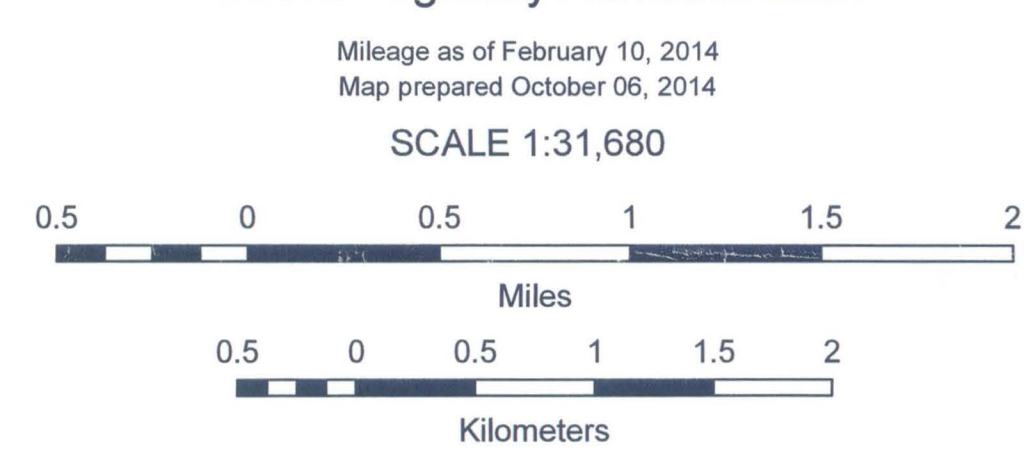 Mileage as of February 10, 2014
Map prepared October 06, 2014
SCALE 1:31,680
0.5 0 0.5 1 1.5 2
Miles
0.5 0 0.5 1 1.5 2
Kilometers